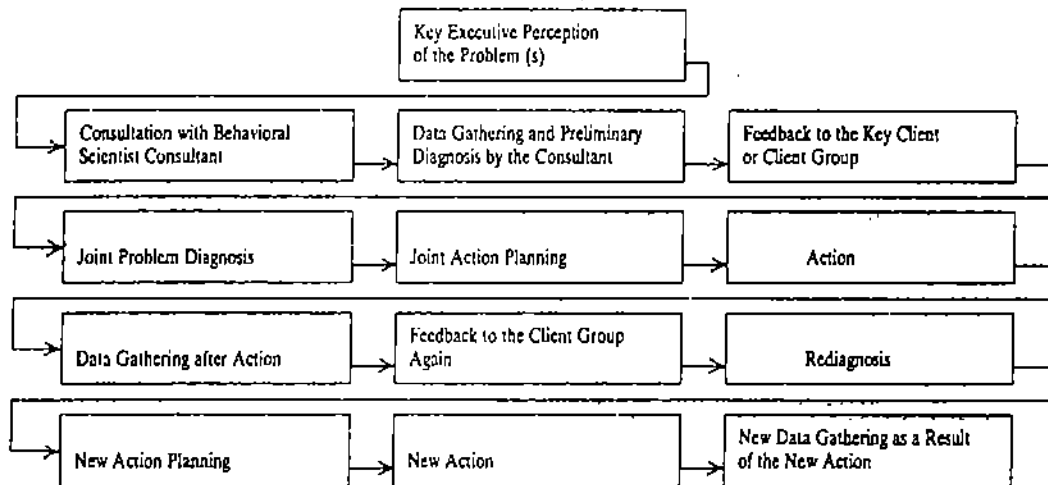 Key Executive Perception
of the Problem (s)
Consultation with Behavioral
Scientist Consultant
Data Gathering and Preliminary
Diagnosis by the Consultant
Feedback to the Key Client
or Client Group
Joint Problem Diagnosis
Joint Action Planning
Action
Data Gathering after Action
Feedback to the Client Group
Again
Rediagnosis
New Action Planning
New Action
New Data Gathering as a Result
of the New Action